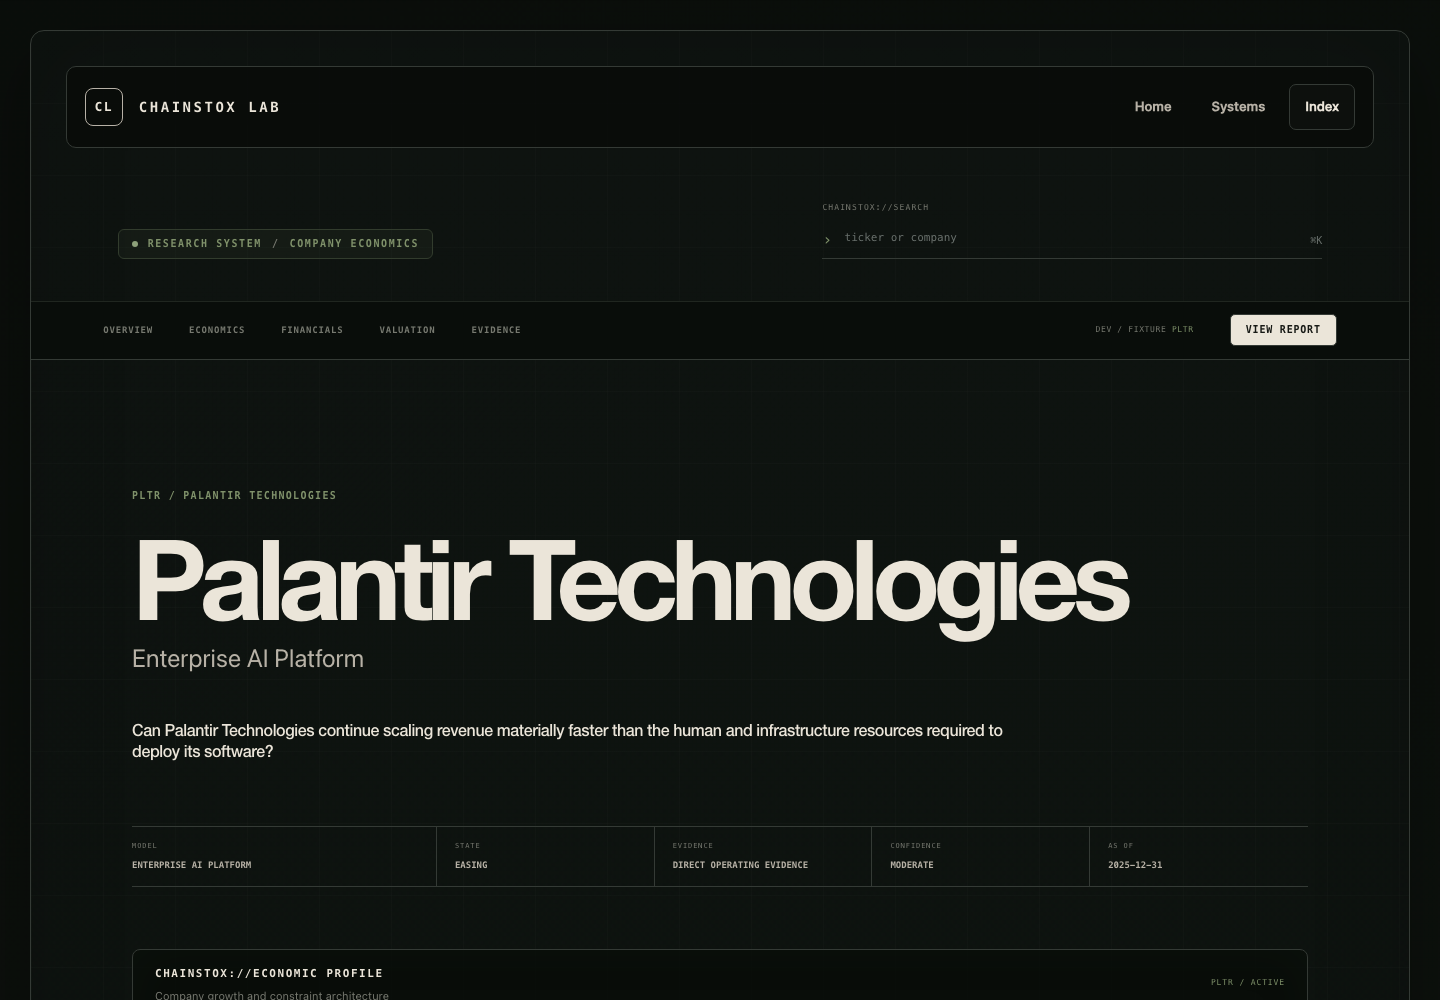 CL
CHAINSTOX LAB
Home
Systems
Index
CHAINSTOX://SEARCH
RESEARCH SYSTEM / COMPANY ECONOMICS
› ticker or company
⌘K
OVERVIEW
ECONOMICS
FINANCIALS
VALUATION
EVIDENCE
DEV / FIXTURE PLTR
VIEW REPORT
PLTR / PALANTIR TECHNOLOGIES
Palantir Technologies
Enterprise AI Platform
Can Palantir Technologies continue scaling revenue materially faster than the human and infrastructure resources required to
deploy its software?
MODEL
ENTERPRISE AI PLATFORM
STATE
EASING
EVIDENCE
DIRECT OPERATING EVIDENCE
CONFIDENCE
MODERATE
AS OF
2025-12-31
CHAINSTOX://ECONOMIC PROFILE
Company growth and constraint architecture
PLTR / ACTIVE